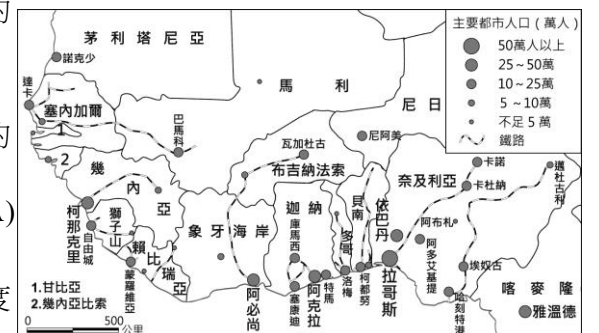 的
的
A)
度
主要都市人口（萬人）
50萬人以上
25～50萬
10～25萬
5～10萬
不足5萬
鐵路
茅利塔尼亞
諾克少
達卡
塞內加爾
1
2
巴馬科
馬利
尼日
尼阿美
瓦加杜古
布吉納法索
幾內亞
柯那克里
獅子山
自由城
賴比瑞亞
蒙羅維亞
象牙海岸
阿必尚
迦納
庫馬西
塞康迪
阿克拉
特馬
多哥
洛梅
貝南
柯都努
奈及利亞
依巴丹
拉哥斯
阿布札
阿多艾基提
卡諾
卡杜納
邁杜古利
埃奴古
哈刻特港
喀麥隆
雅溫德
1.甘比亞
2.幾內亞比索
0 500公里